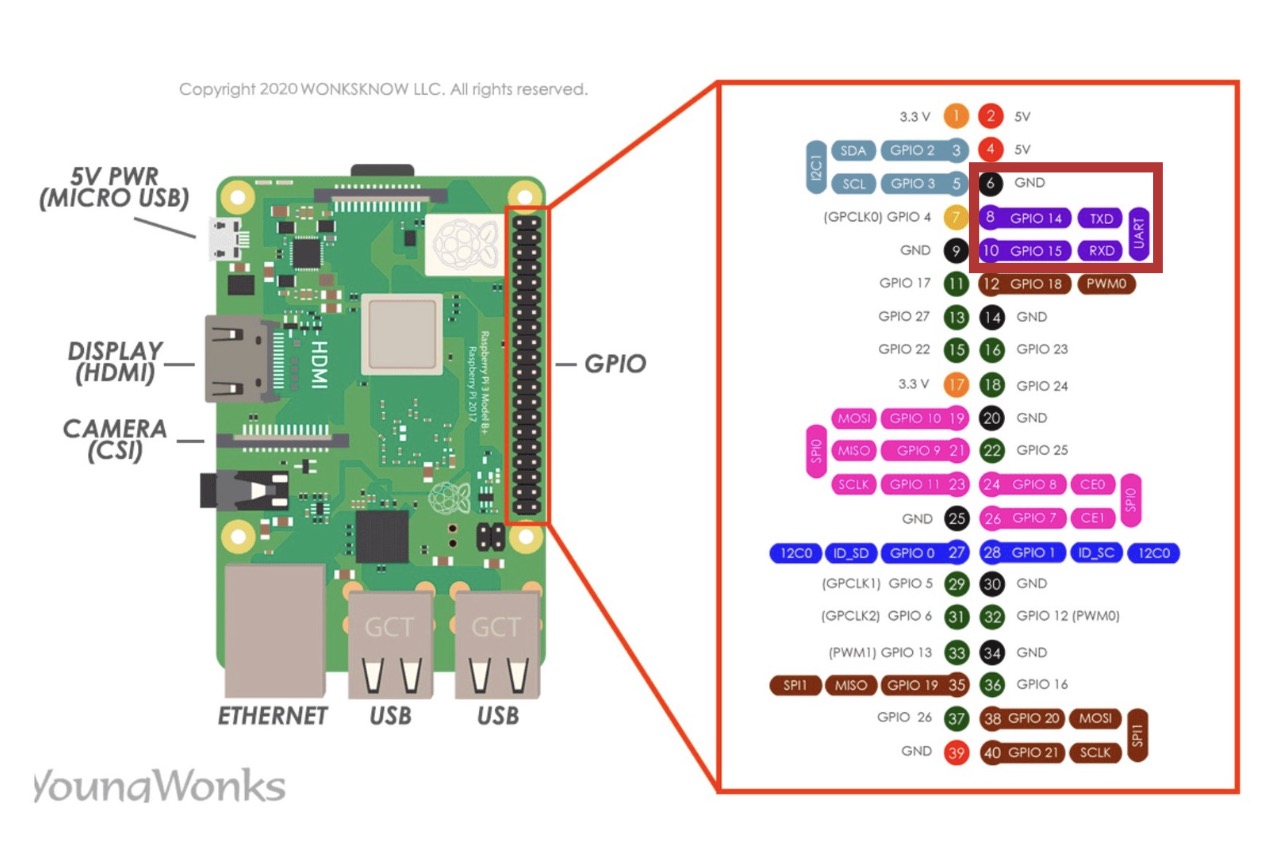 Copyright 2020 WONKSKNOW LLC. All rights reserved.
5V PWR
(MICRO USB)
DISPLAY
(HDMI)
CAMERA
(CSI)
HDMI
Raspberry Pi 3 Model B+
Raspberry Pi 2017
GPIO
GCT GCT
ETHERNET USB USB
YoungWonks
3.3 V 1 2 5V
I2C1
SDA GPIO 2 3 4 5V
SCL GPIO 3 5 6 GND
(GPCLK0) GPIO 4 7 8 GPIO 14 TXD
UART
GND 9 10 GPIO 15 RXD
GPIO 17 11 12 GPIO 18 PWM0
GPIO 27 13 14 GND
GPIO 22 15 16 GPIO 23
3.3 V 17 18 GPIO 24
MOSI GPIO 10 19 20 GND
SPI0
MISO GPIO 9 21 22 GPIO 25
SCLK GPIO 11 23 24 GPIO 8 CE0
SPI0
GND 25 26 GPIO 7 CE1
12C0 ID_SD GPIO 0 27 28 GPIO 1 ID_SC 12C0
(GPCLK1) GPIO 5 29 30 GND
(GPCLK2) GPIO 6 31 32 GPIO 12 (PWM0)
(PWM1) GPIO 13 33 34 GND
SPI1 MISO GPIO 19 35 36 GPIO 16
GPIO 26 37 38 GPIO 20 MOSI
SPI1
GND 39 40 GPIO 21 SCLK